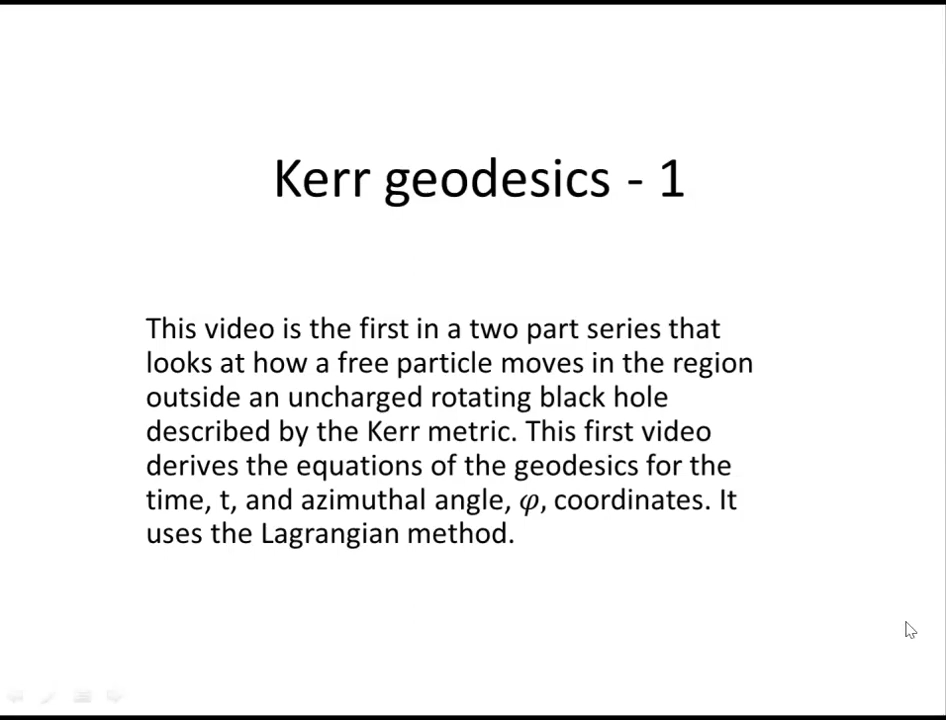 Kerr geodesics - 1
This video is the first in a two part series that
looks at how a free particle moves in the region
outside an uncharged rotating black hole
described by the Kerr metric. This first video
derives the equations of the geodesics for the
time, t, and azimuthal angle, 𝜑, coordinates. It
uses the Lagrangian method.